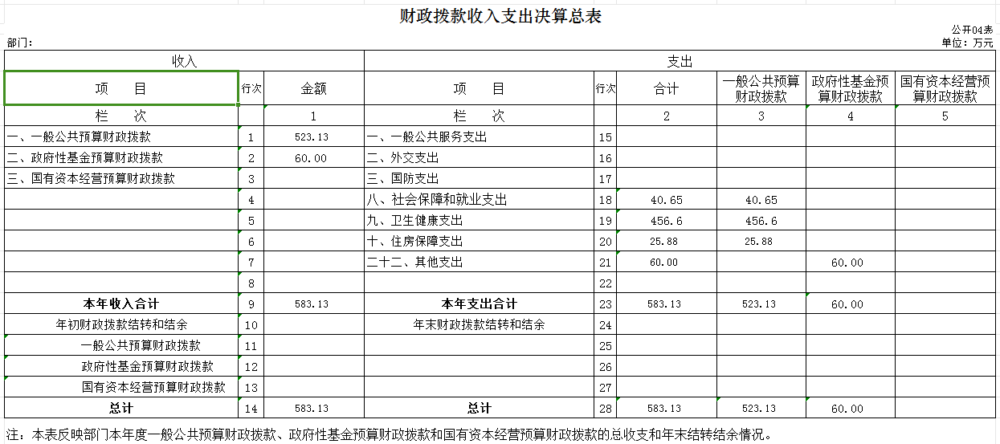 财政拨款收入支出决算总表
公开04表
部门： 单位：万元
收入 支出
项 目 行次 金额 项 目 行次 合计 一般公共预算财政拨款 政府性基金预算财政拨款 国有资本经营预算财政拨款
栏 次 1 栏 次 2 3 4 5
一、一般公共预算财政拨款 1 523.13 一、一般公共服务支出 15
二、政府性基金预算财政拨款 2 60.00 二、外交支出 16
三、国有资本经营预算财政拨款 3 三、国防支出 17
4 八、社会保障和就业支出 18 40.65 40.65
5 九、卫生健康支出 19 456.6 456.6
6 十、住房保障支出 20 25.88 25.88
7 二十二、其他支出 21 60.00 60.00
8 22
本年收入合计 9 583.13 本年支出合计 23 583.13 523.13 60.00
年初财政拨款结转和结余 10 年末财政拨款结转和结余 24
一般公共预算财政拨款 11 25
政府性基金预算财政拨款 12 26
国有资本经营预算财政拨款 13 27
总计 14 583.13 总计 28 583.13 523.13 60.00
注：本表反映部门本年度一般公共预算财政拨款、政府性基金预算财政拨款和国有资本经营预算财政拨款的总收支和年末结转结余情况。